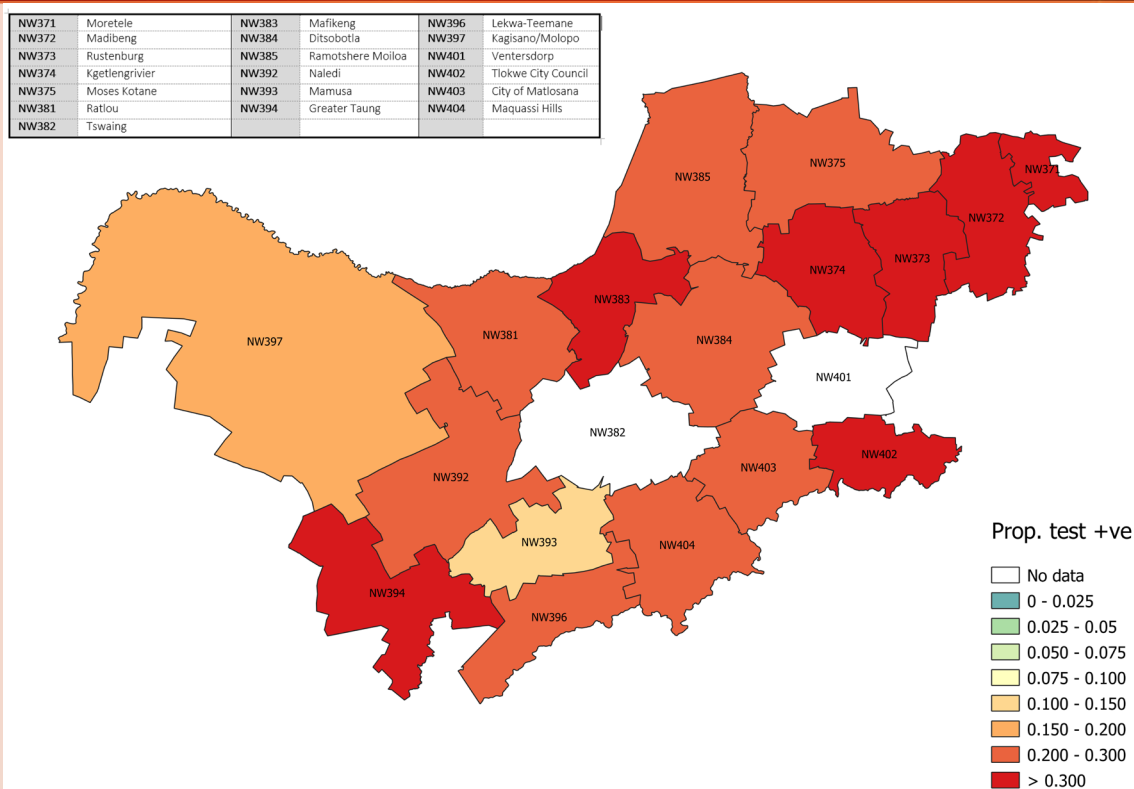 NW371 Moretele NW383 Mafikeng NW396 Lekwa-Teemane
NW372 Madibeng NW384 Ditsobotla NW397 Kagisano/Molopo
NW373 Rustenburg NW385 Ramotshere Moiloa NW401 Ventersdorp
NW374 Kgetlengrivier NW392 Naledi NW402 Tlokwe City Council
NW375 Moses Kotane NW393 Mamusa NW403 City of Matlosana
NW381 Ratlou NW394 Greater Taung NW404 Maquassi Hills
NW382 Tswaing
NW375
NW371
NW385
NW372
NW373
NW374
NW383
NW381
NW384
NW397
NW401
NW382
NW402
NW403
NW392
NW393
NW404
NW394
NW396
Prop. test +ve
No data
0 - 0.025
0.025 - 0.05
0.050 - 0.075
0.075 - 0.100
0.100 - 0.150
0.150 - 0.200
0.200 - 0.300
> 0.300